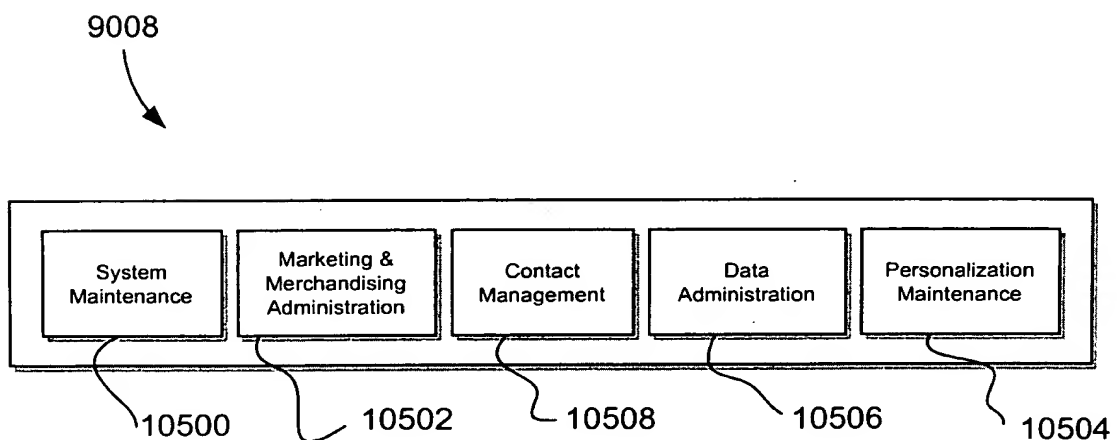 9008
System
Maintenance
Marketing &
Merchandising
Administration
Contact
Management
Data
Administration
Personalization
Maintenance
10500
10502
10508
10506
10504